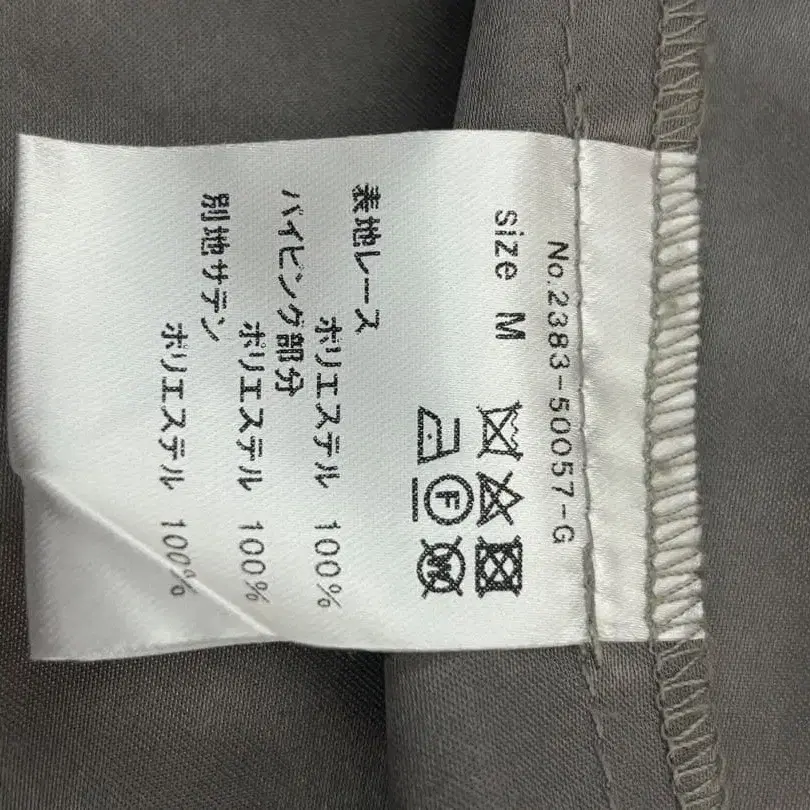 No.2383-50057-G
size M
F
W
表地レース
ポリエステル 100%
パイピング部分
ポリエステル 100%
別地サテン
ポリエステル 100%